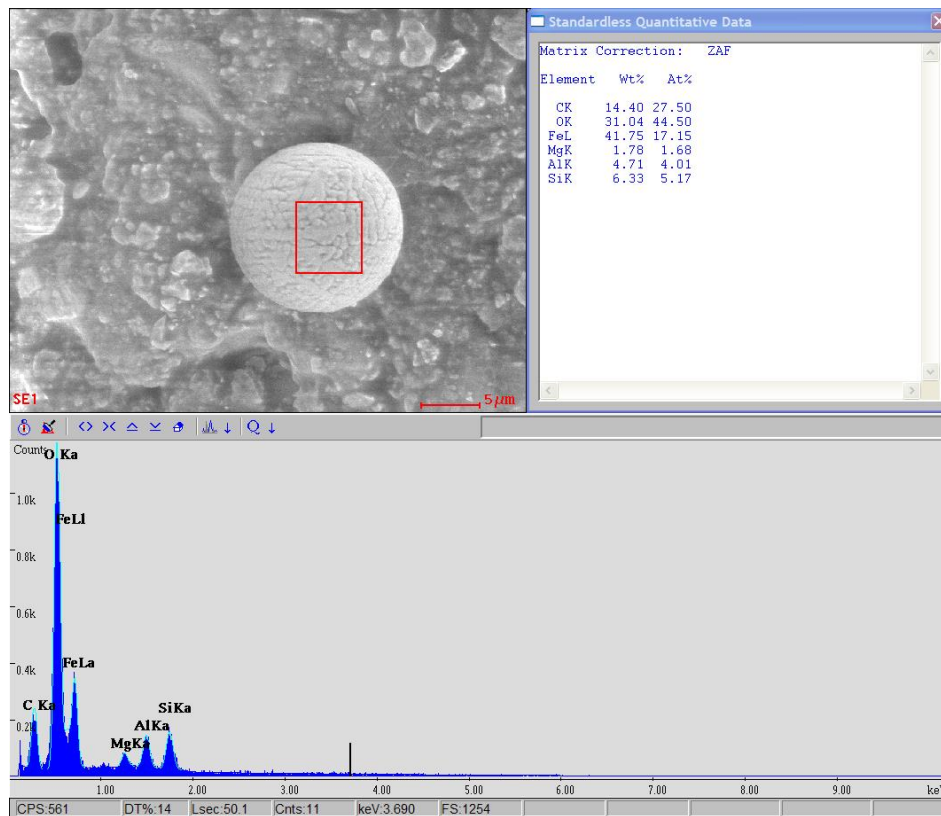 Standardless Quantitative Data
Matrix Correction: ZAF
Element Wt% At%
CK 14.40 27.50
OK 31.04 44.50
FeL 41.75 17.15
MgK 1.78 1.68
AlK 4.71 4.01
SiK 6.33 5.17
SE1
5μm
Counts
O Ka
1.0k
FeLl
0.8k
0.6k
0.4k
FeLa
C Ka
SiKa
0.2k
AlKa
MgKa
1.00 2.00 3.00 4.00 5.00 6.00 7.00 8.00 9.00 keV
CPS:561 DT%:14 Lsec:50.1 Cnts:11 keV:3.690 FS:1254